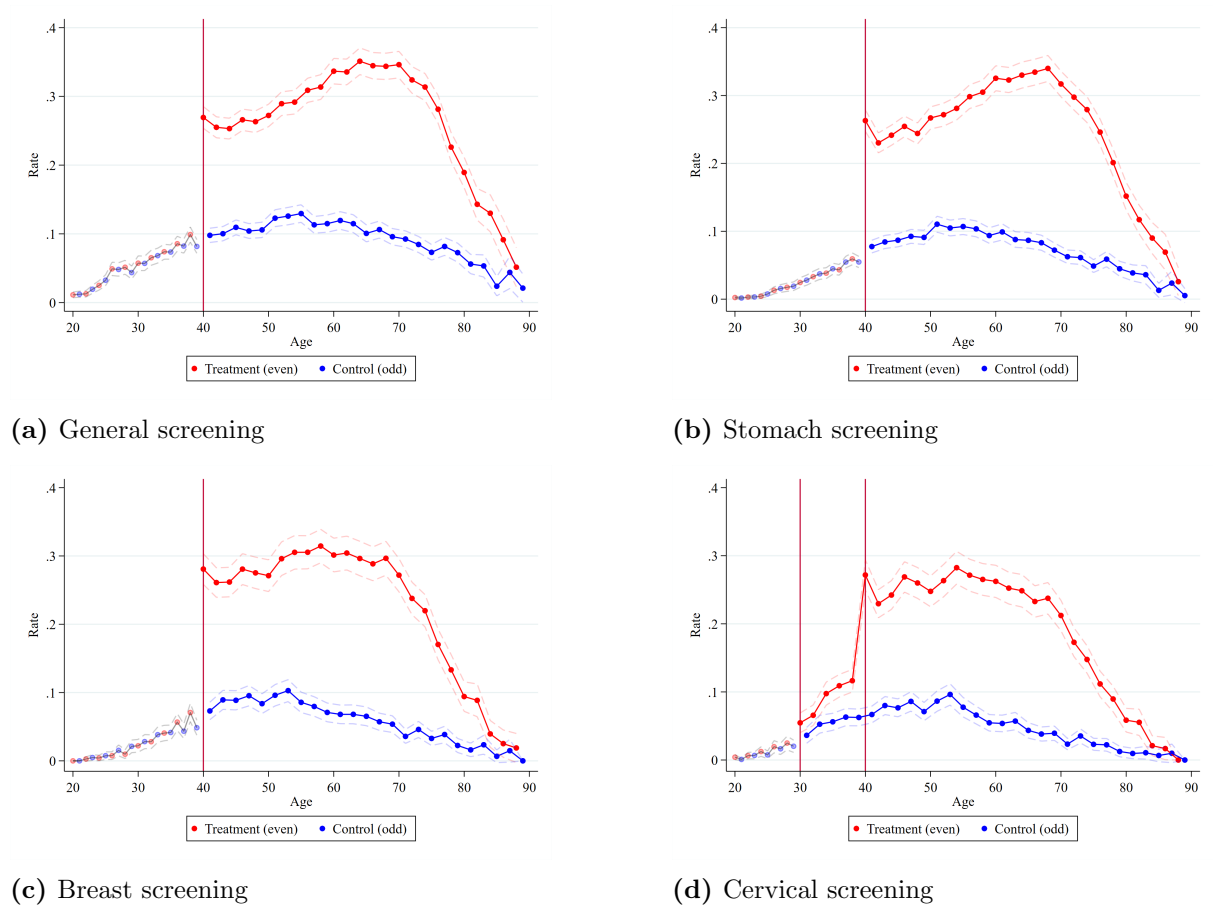 .4
.3
.2
.1
0
Rate
20 30 40 50 60 70 80 90
Age
Treatment (even) Control (odd)
(a) General screening
.4
.3
.2
.1
0
Rate
20 30 40 50 60 70 80 90
Age
Treatment (even) Control (odd)
(b) Stomach screening
.4
.3
.2
.1
0
Rate
20 30 40 50 60 70 80 90
Age
Treatment (even) Control (odd)
(c) Breast screening
.4
.3
.2
.1
0
Rate
20 30 40 50 60 70 80 90
Age
Treatment (even) Control (odd)
(d) Cervical screening